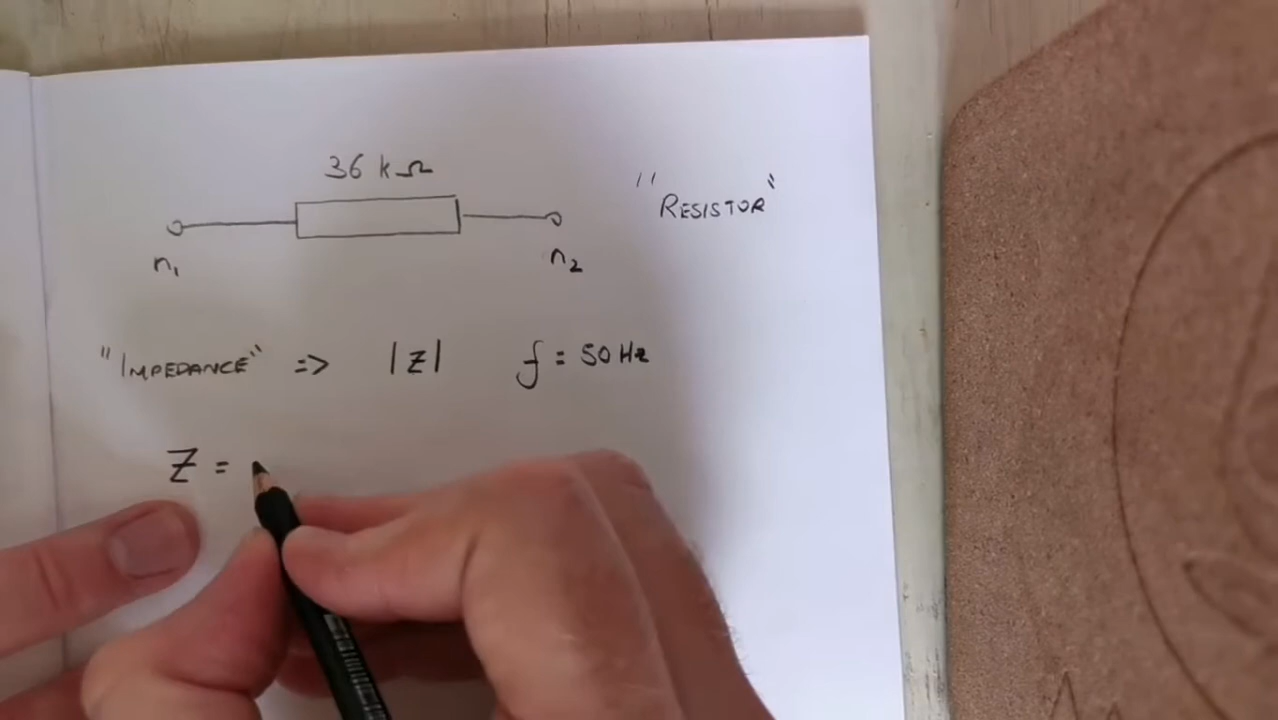 36 kΩ
"RESISTOR"
n₁ n₂
"IMPEDANCE" => |Z| f = 50 Hz
Z =